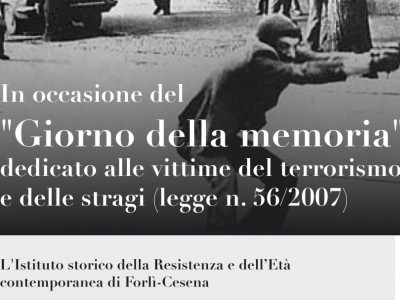 In occasione del
"Giorno della memoria"
dedicato alle vittime del terrorismo
e delle stragi (legge n. 56/2007)
L'Istituto storico della Resistenza e dell’Età
contemporanea di Forlì-Cesena